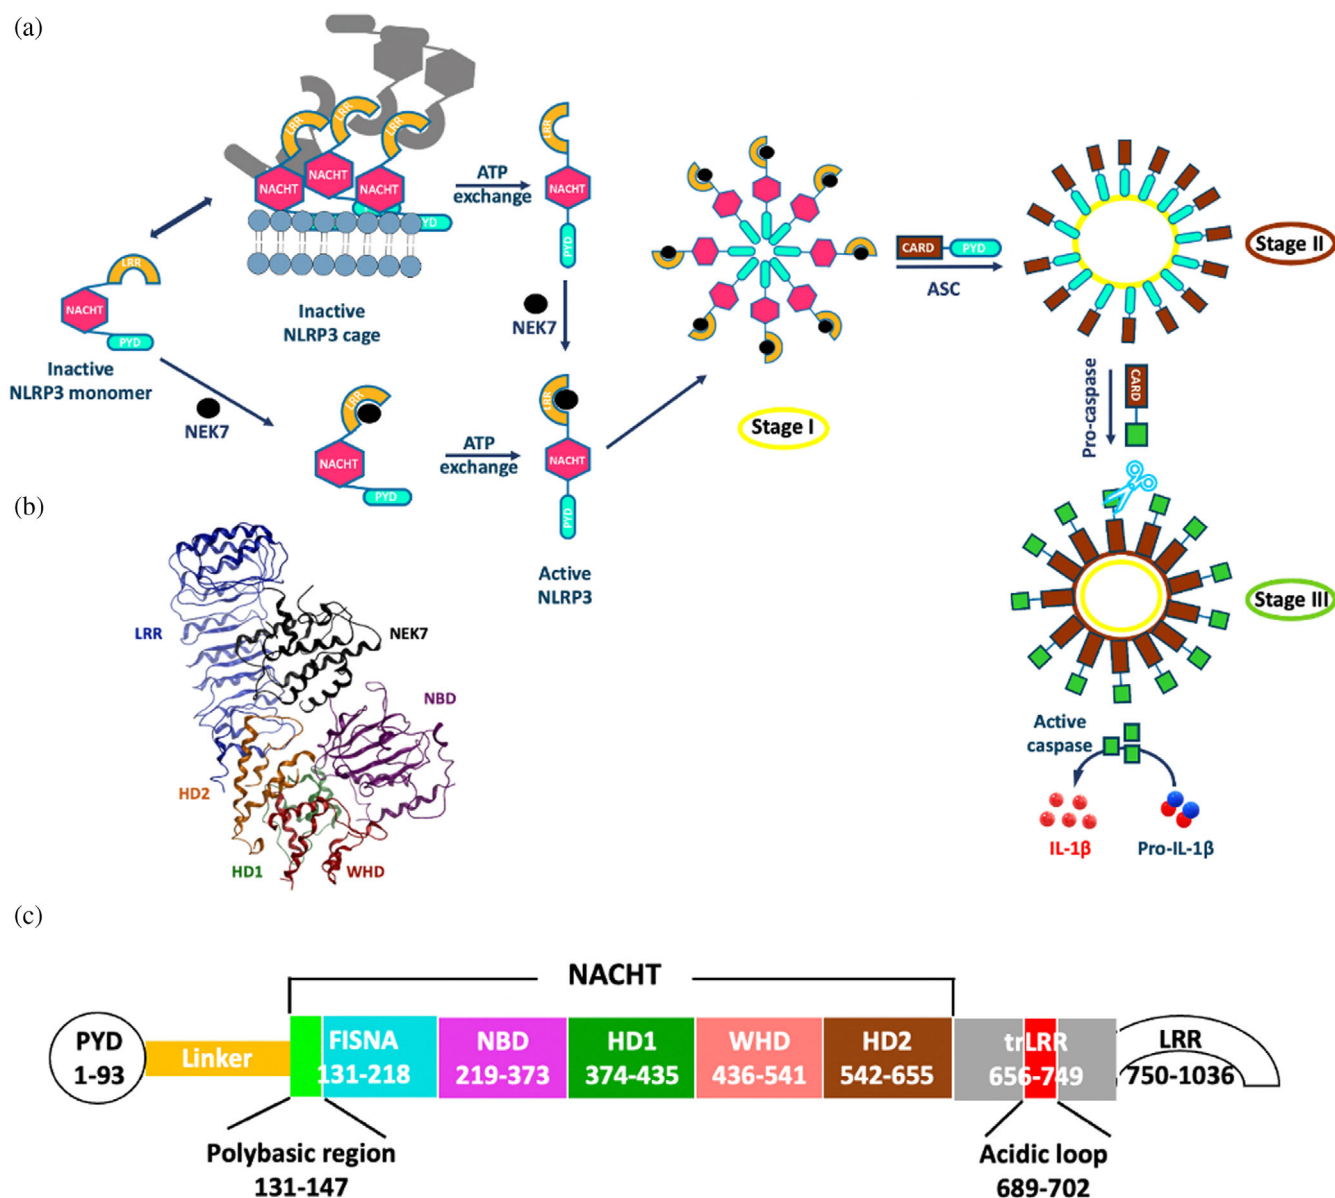 (a)
LRR
LRR
LRR
NACHT
NACHT
NACHT
PYD
Inactive
NLRP3 cage
ATP
exchange
LRR
NACHT
PYD
NEK7
LRR
NACHT
PYD
Inactive
NLRP3 monomer
NEK7
LRR
NACHT
PYD
ATP
exchange
LRR
NACHT
PYD
Active
NLRP3
Stage I
CARD
PYD
ASC
Stage II
Pro-caspase
CARD
Stage III
Active
caspase
IL-1β
Pro-IL-1β
(b)
LRR
NEK7
NBD
HD2
HD1
WHD
(c)
NACHT
PYD
1-93
Linker
FISNA
131-218
NBD
219-373
HD1
374-435
WHD
436-541
HD2
542-655
trLRR
656-749
LRR
750-1036
Polybasic region
131-147
Acidic loop
689-702